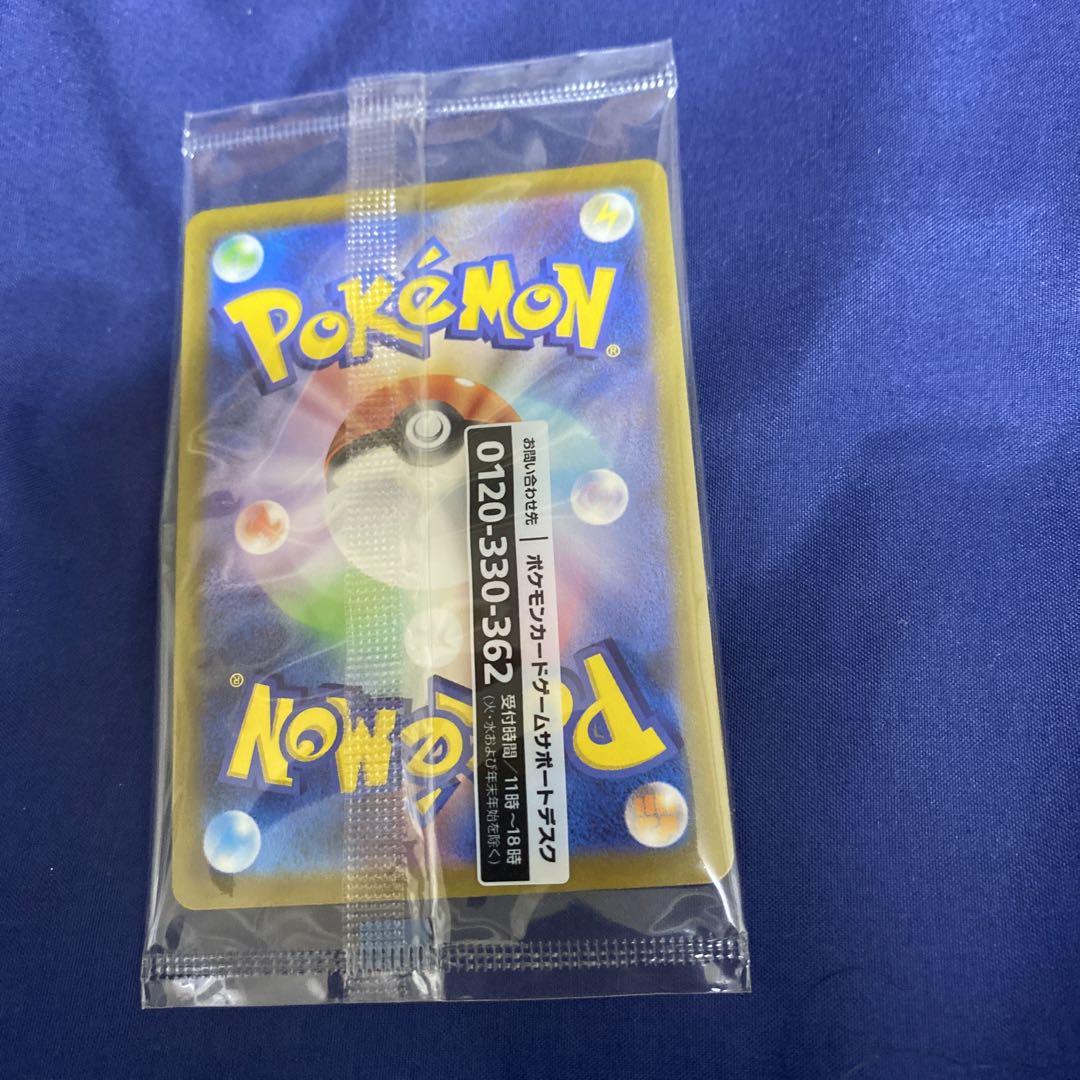 POKéMON
®
お問い合わせ先 | ポケモンカードゲームサポートデスク
0120-330-362 受付時間/11時~18時
(火・水および年末年始を除く)
POKéMON
®